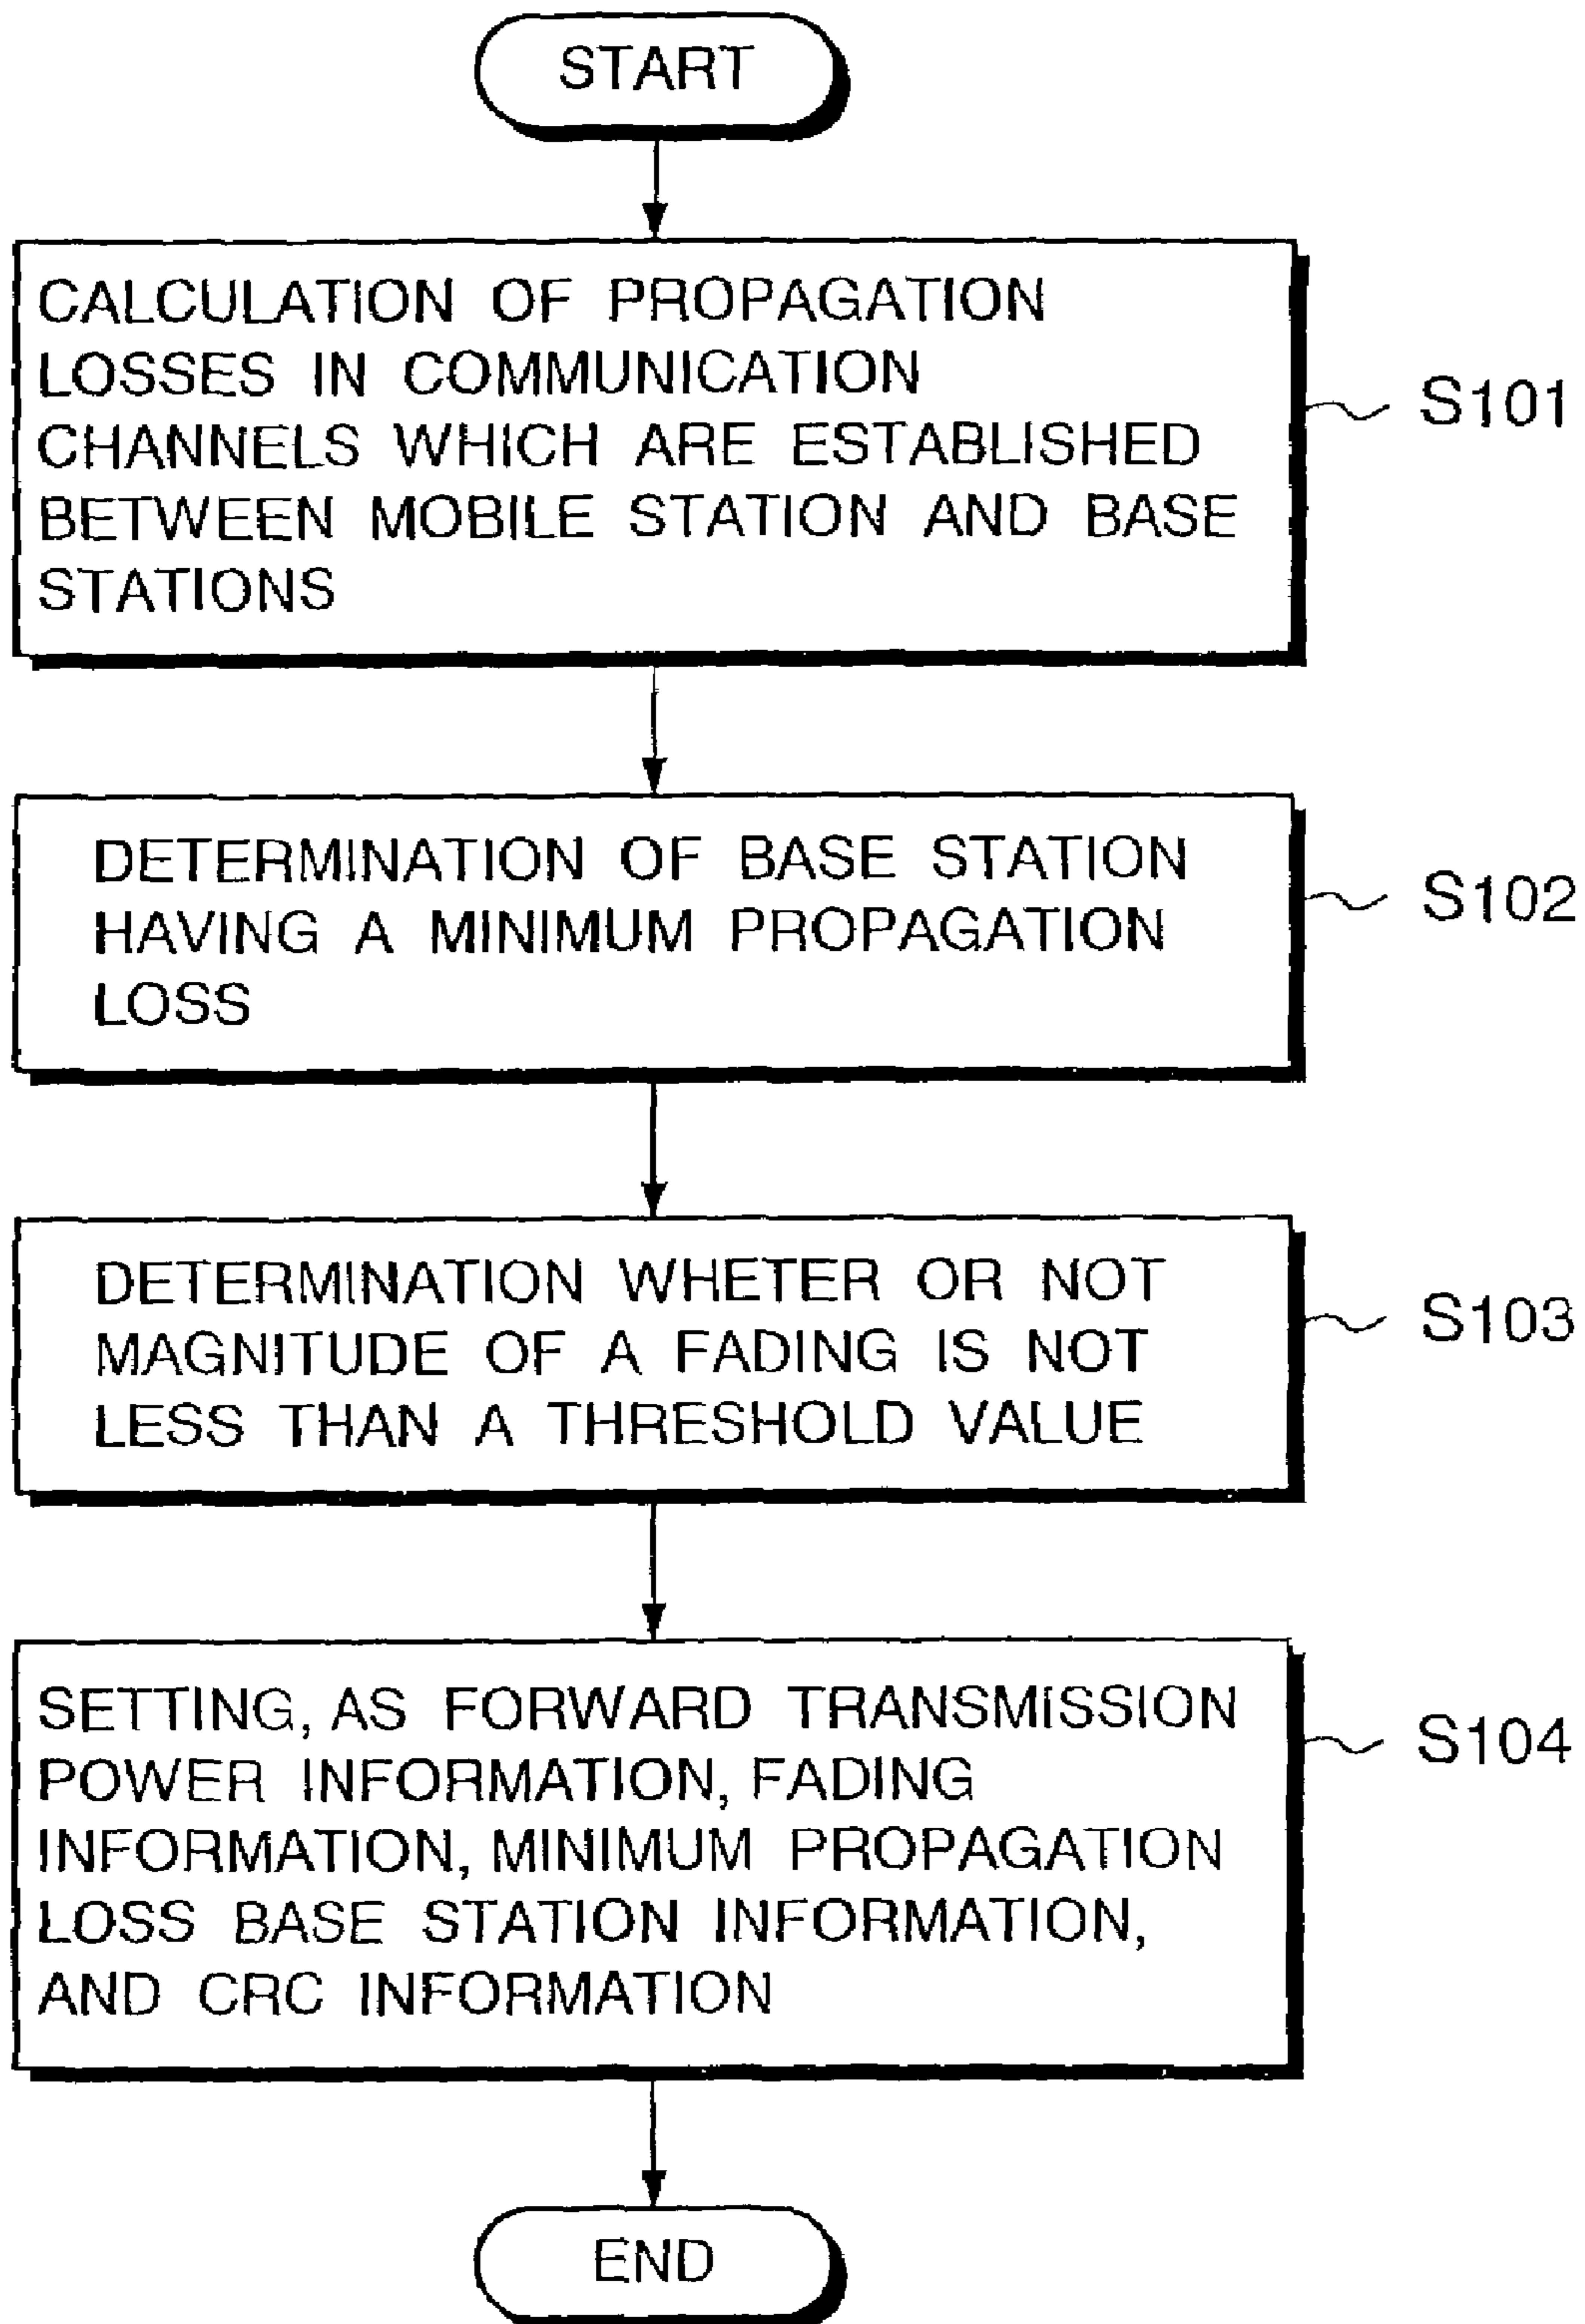 START
CALCULATION OF PROPAGATION
LOSSES IN COMMUNICATION
CHANNELS WHICH ARE ESTABLISHED
BETWEEN MOBILE STATION AND BASE
STATIONS
S101
DETERMINATION OF BASE STATION
HAVING A MINIMUM PROPAGATION
LOSS
S102
DETERMINATION WHETER OR NOT
MAGNITUDE OF A FADING IS NOT
LESS THAN A THRESHOLD VALUE
S103
SETTING, AS FORWARD TRANSMISSION
POWER INFORMATION, FADING
INFORMATION, MINIMUM PROPAGATION
LOSS BASE STATION INFORMATION,
AND CRC INFORMATION
S104
END